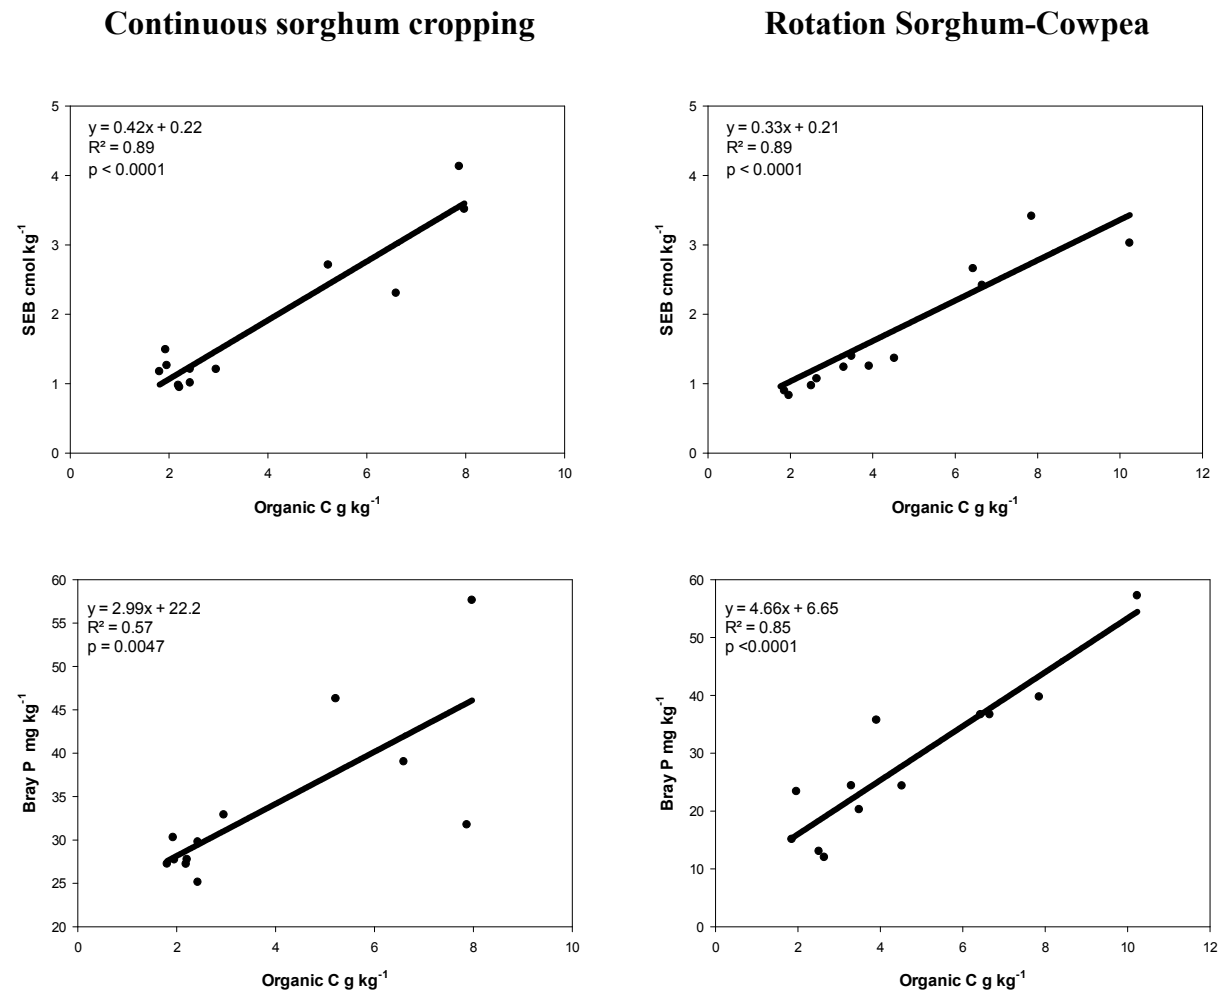 Continuous sorghum cropping
Rotation Sorghum-Cowpea
y = 0.42x + 0.22
R² = 0.89
p < 0.0001
5
4
3
2
1
0
SEB cmol kg⁻¹
0 2 4 6 8 10
Organic C g kg⁻¹
y = 0.33x + 0.21
R² = 0.89
p < 0.0001
5
4
3
2
1
0
SEB cmol kg⁻¹
0 2 4 6 8 10 12
Organic C g kg⁻¹
y = 2.99x + 22.2
R² = 0.57
p = 0.0047
60
55
50
45
40
35
30
25
20
Bray P mg kg⁻¹
0 2 4 6 8 10
Organic C g kg⁻¹
y = 4.66x + 6.65
R² = 0.85
p <0.0001
60
50
40
30
20
10
0
Bray P mg kg⁻¹
0 2 4 6 8 10 12
Organic C g kg⁻¹